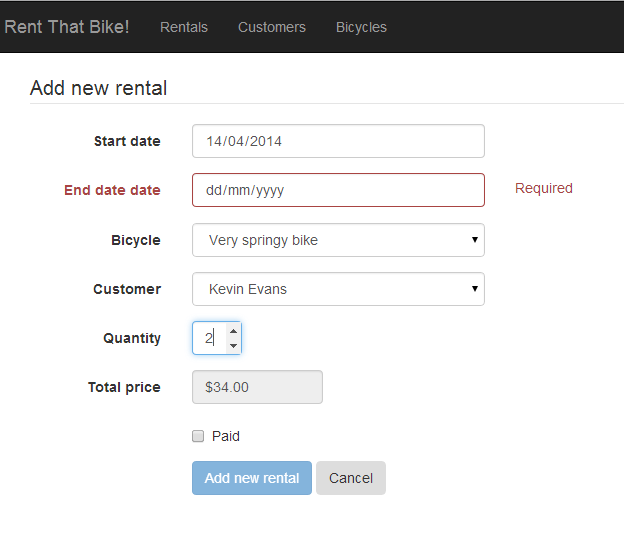 Rent That Bike! Rentals Customers Bicycles
Add new rental
Start date 14/04/2014
End date date dd/mm/yyyy Required
Bicycle Very springy bike
Customer Kevin Evans
Quantity 2
Total price $34.00
Paid
Add new rental Cancel